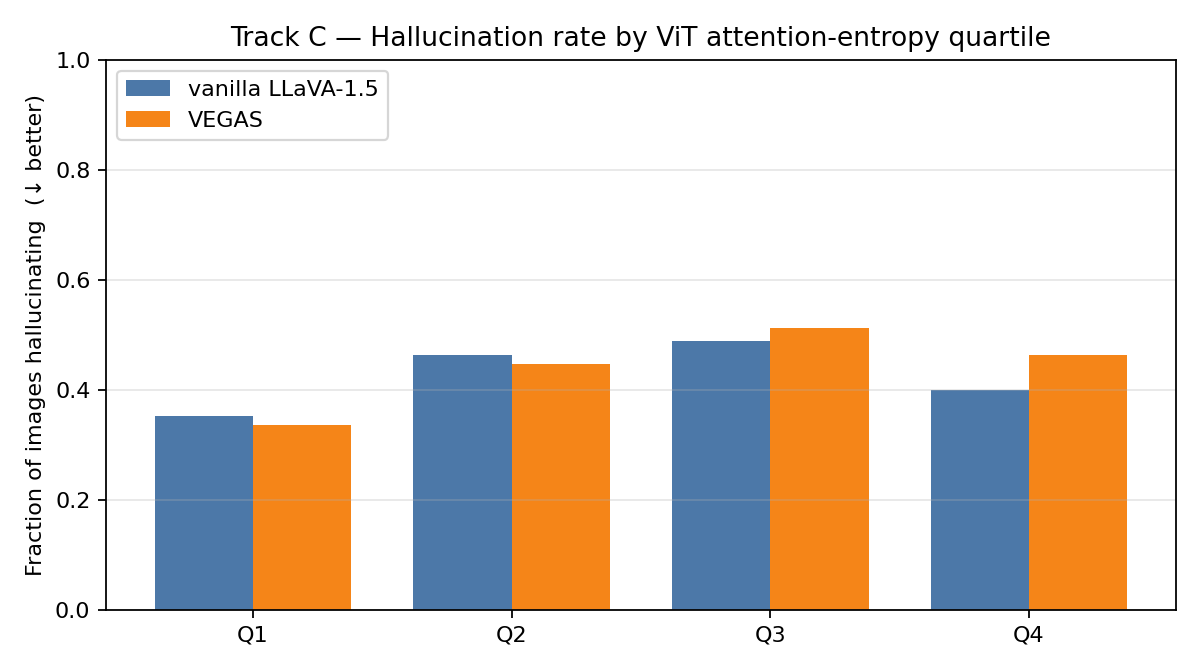 Track C — Hallucination rate by ViT attention-entropy quartile
Fraction of images hallucinating (↓ better)
1.0
0.8
0.6
0.4
0.2
0.0
vanilla LLaVA-1.5
VEGAS
Q1
Q2
Q3
Q4